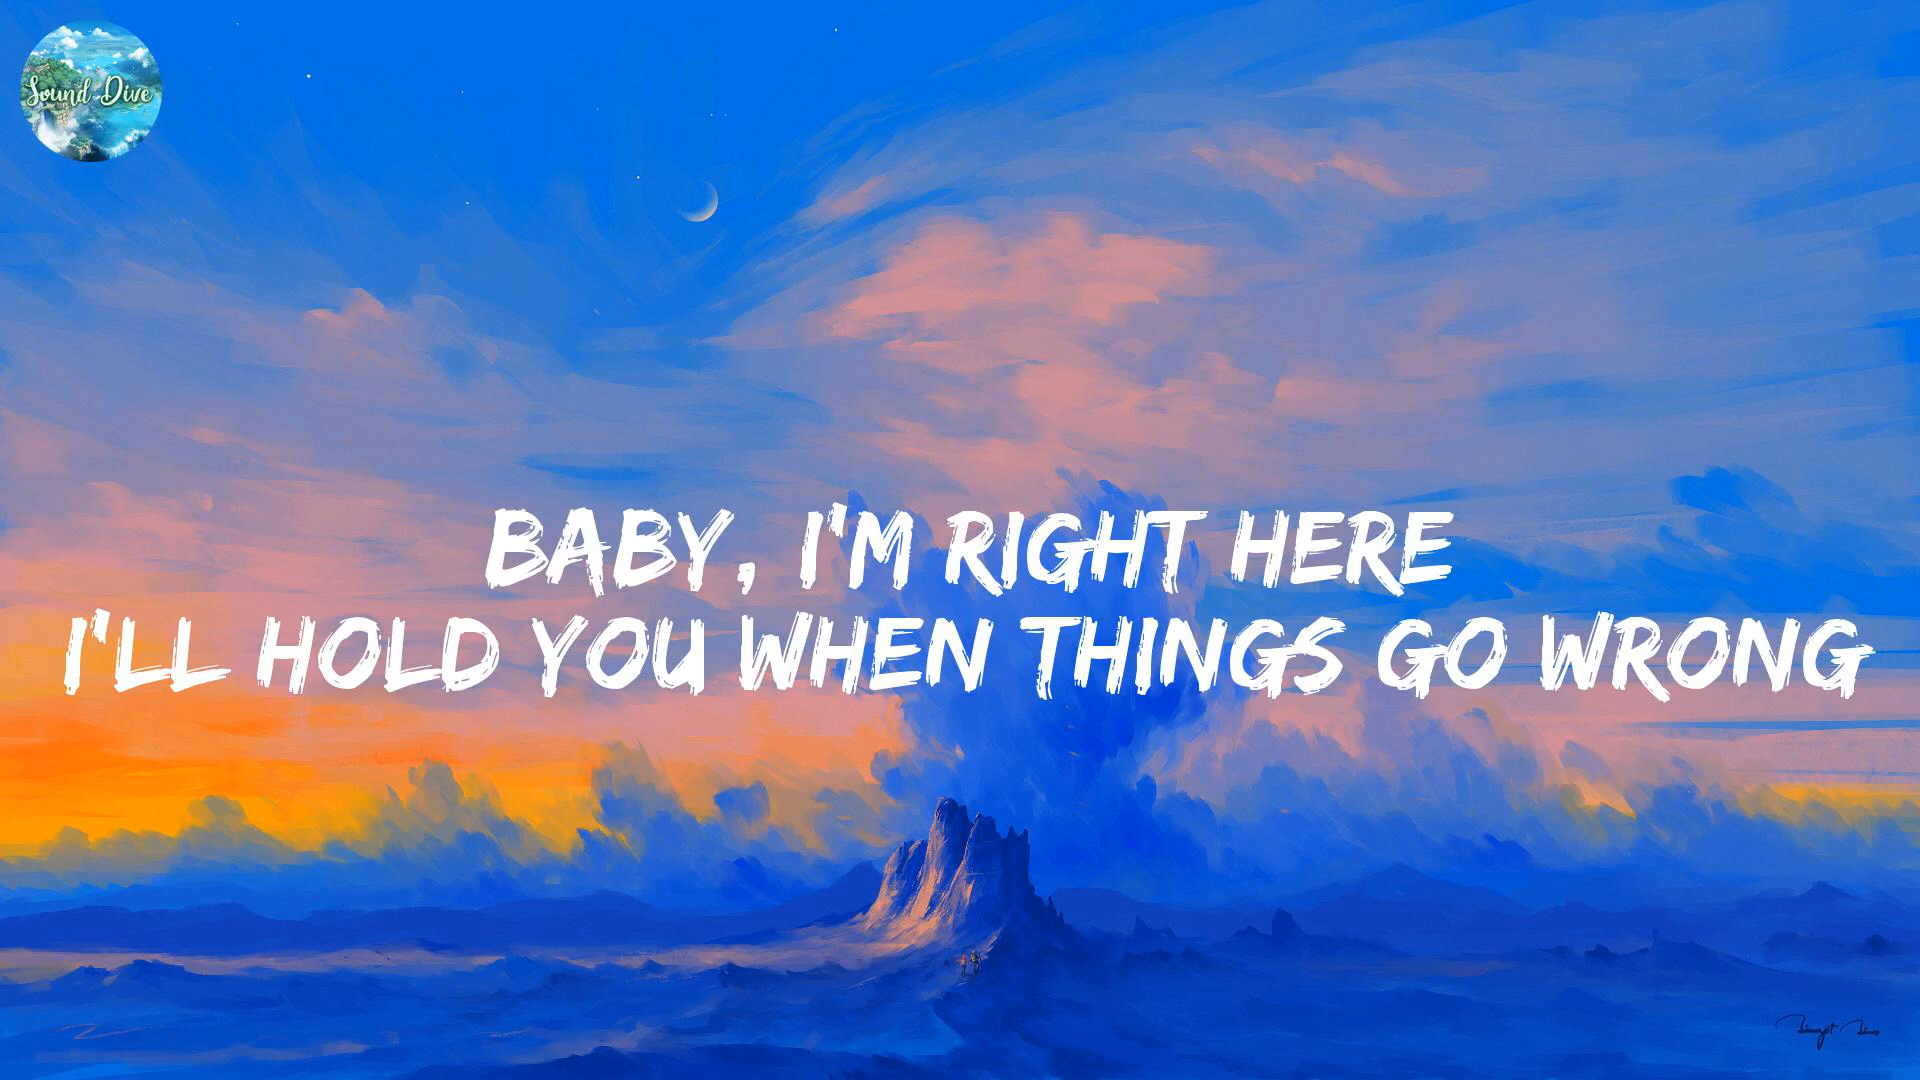 Sound Dive
BABY, I'M RIGHT HERE
I'LL HOLD YOU WHEN THINGS GO WRONG